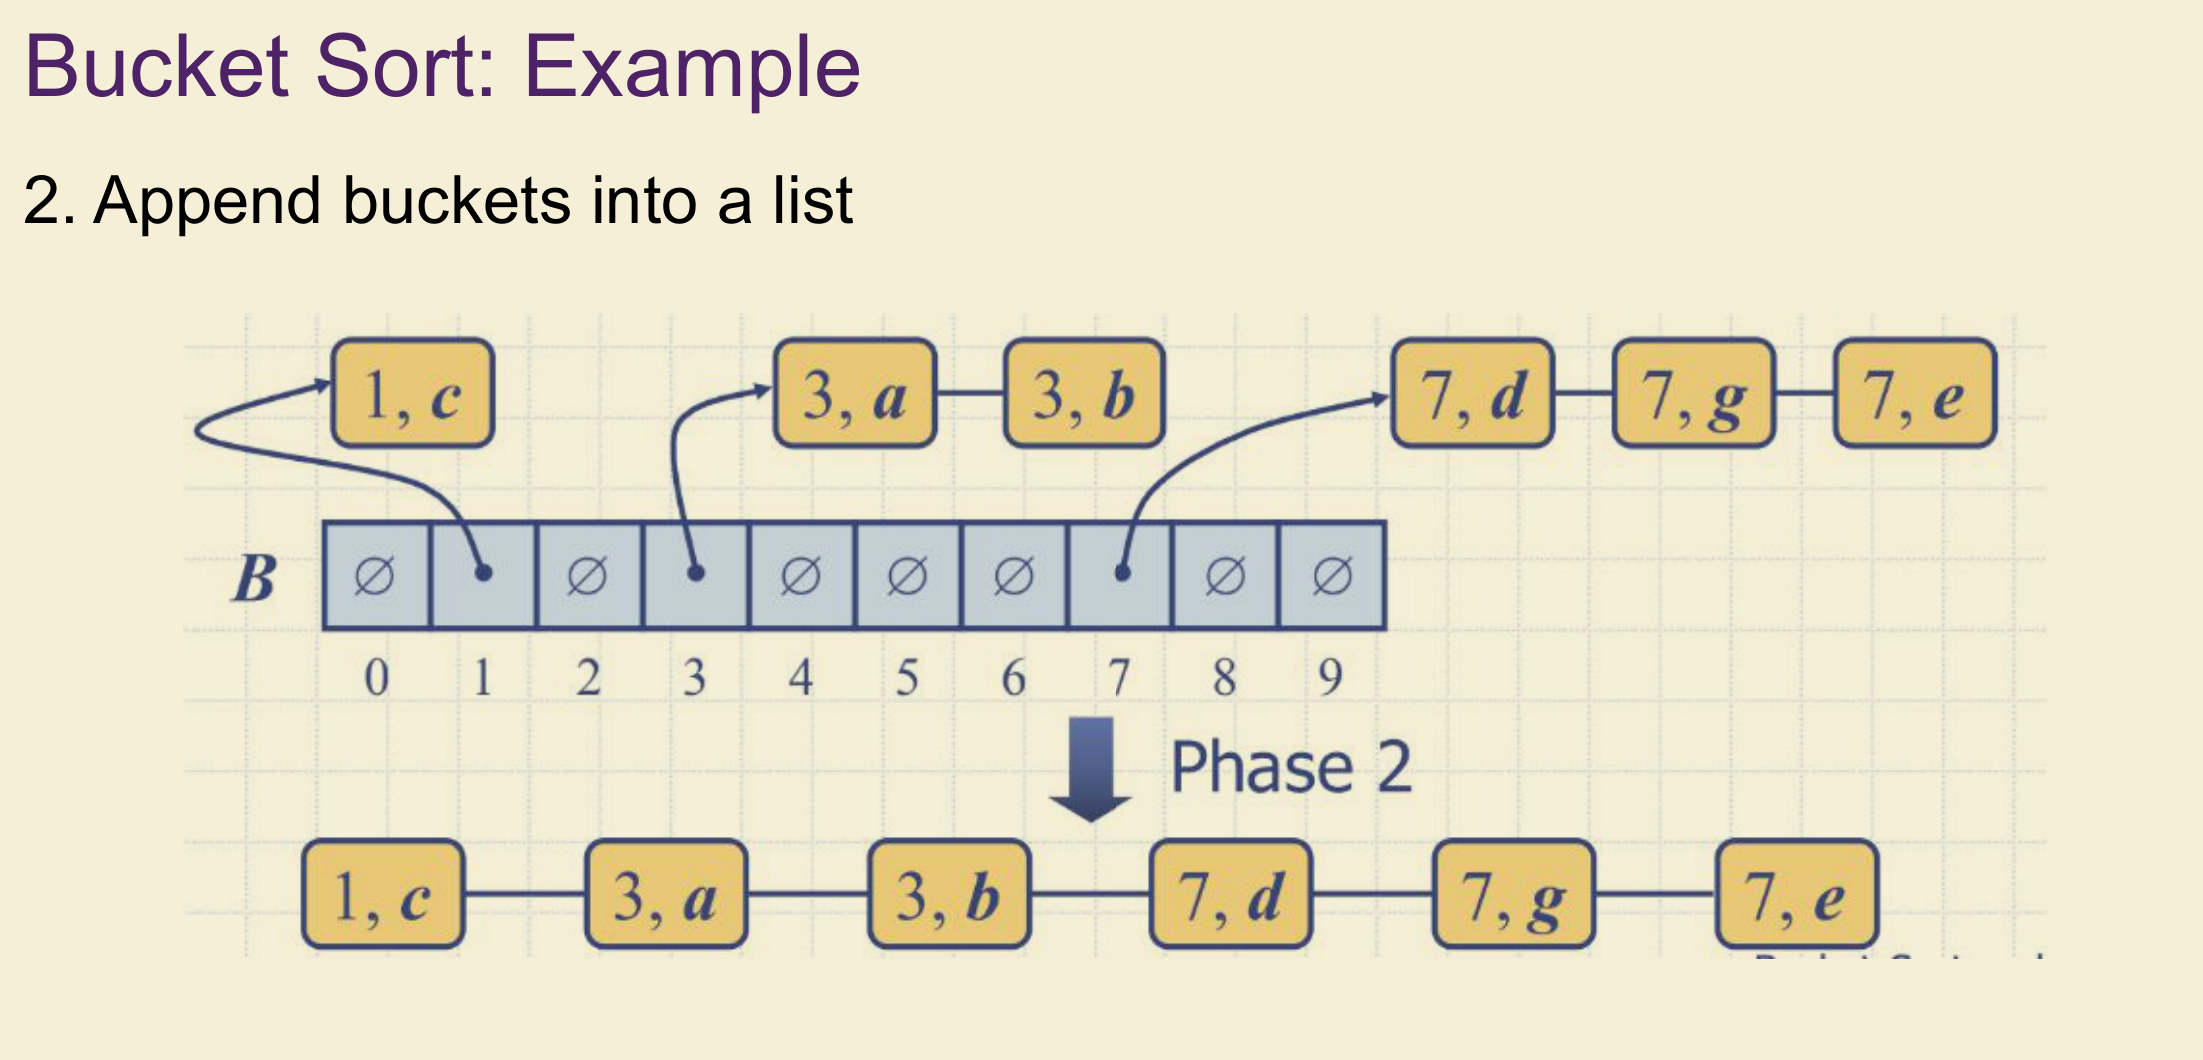 Bucket Sort: Example
2. Append buckets into a list
1, c 3, a 3, b 7, d 7, g 7, e
B ∅ ∅ ∅ ∅ ∅ ∅ ∅
0 1 2 3 4 5 6 7 8 9
Phase 2
1, c 3, a 3, b 7, d 7, g 7, e